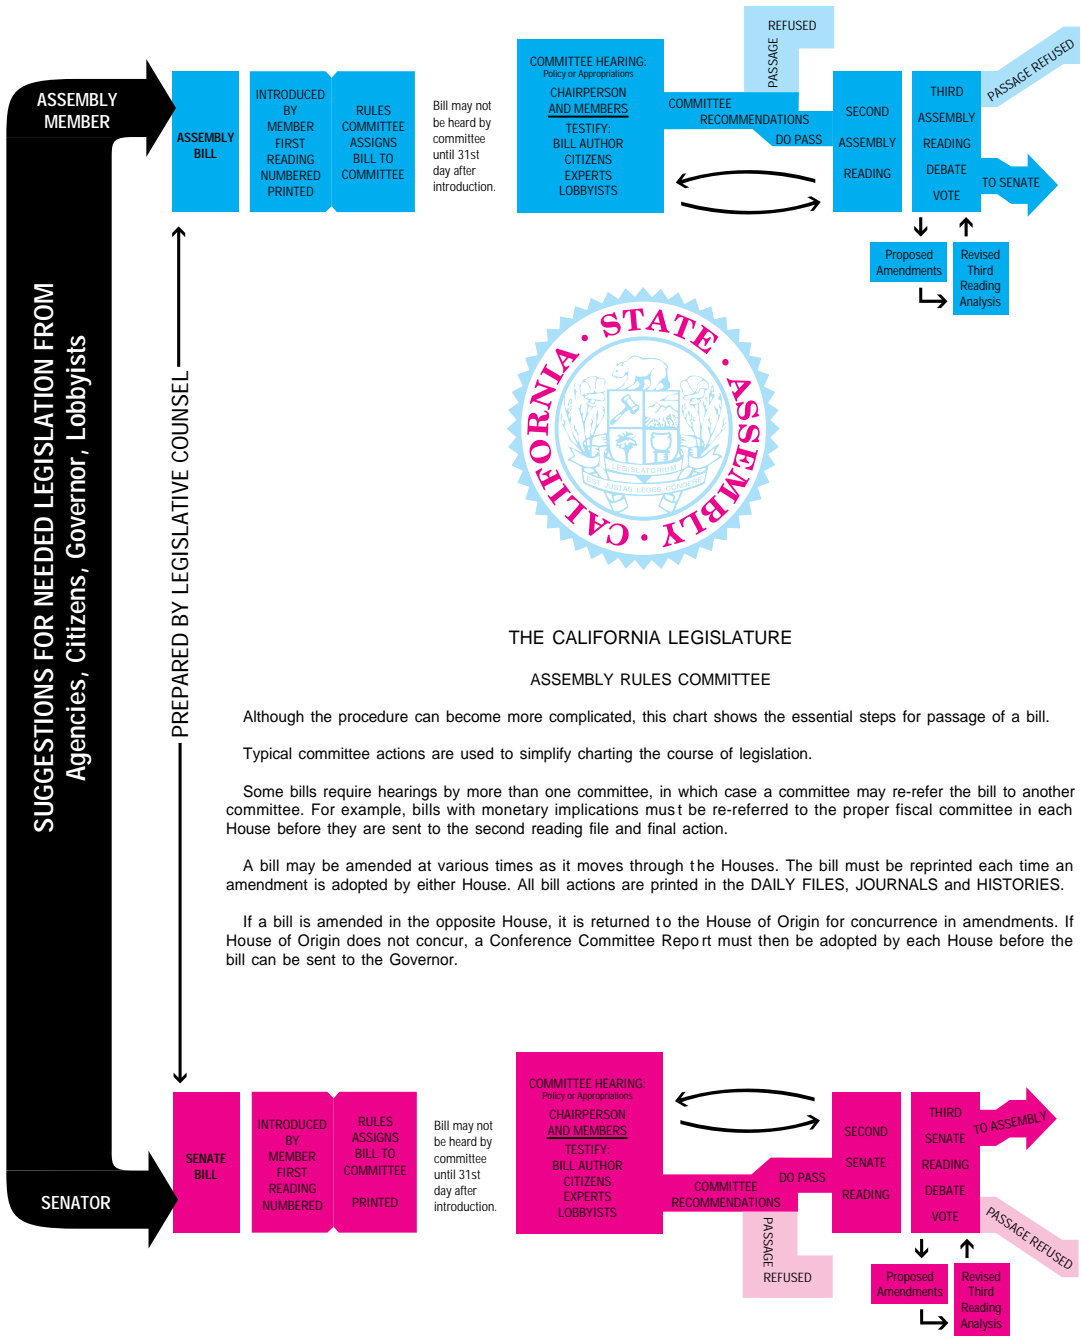 SUGGESTIONS FOR NEEDED LEGISLATION FROM
Agencies, Citizens, Governor, Lobbyists
ASSEMBLY
MEMBER
ASSEMBLY
BILL
INTRODUCED
BY
MEMBER
FIRST
READING
NUMBERED
PRINTED
RULES
COMMITTEE
ASSIGNS
BILL TO
COMMITTEE
Bill may not
be heard by
committee
until 31st
day after
introduction.
COMMITTEE HEARING:
Policy or Appropriations
CHAIRPERSON
AND MEMBERS
TESTIFY:
BILL AUTHOR
CITIZENS
EXPERTS
LOBBYISTS
COMMITTEE
RECOMMENDATIONS
PASSAGE
REFUSED
DO PASS
SECOND
ASSEMBLY
READING
THIRD
ASSEMBLY
READING
DEBATE
VOTE
PASSAGE REFUSED
TO SENATE
Proposed
Amendments
Revised
Third
Reading
Analysis
PREPARED BY LEGISLATIVE COUNSEL
CALIFORNIA · STATE · ASSEMBLY ·
LEGISLATORIUM
EST JUSTAS LEGES CONDERE
THE CALIFORNIA LEGISLATURE
ASSEMBLY RULES COMMITTEE
Although the procedure can become more complicated, this chart shows the essential steps for passage of a bill.
Typical committee actions are used to simplify charting the course of legislation.
Some bills require hearings by more than one committee, in which case a committee may re-refer the bill to another
committee. For example, bills with monetary implications must be re-referred to the proper fiscal committee in each
House before they are sent to the second reading file and final action.
A bill may be amended at various times as it moves through the Houses. The bill must be reprinted each time an
amendment is adopted by either House. All bill actions are printed in the DAILY FILES, JOURNALS and HISTORIES.
If a bill is amended in the opposite House, it is returned to the House of Origin for concurrence in amendments. If
House of Origin does not concur, a Conference Committee Report must then be adopted by each House before the
bill can be sent to the Governor.
SENATOR
SENATE
BILL
INTRODUCED
BY
MEMBER
FIRST
READING
NUMBERED
RULES
ASSIGNS
BILL TO
COMMITTEE
PRINTED
Bill may not
be heard by
committee
until 31st
day after
introduction.
COMMITTEE HEARING:
Policy or Appropriations
CHAIRPERSON
AND MEMBERS
TESTIFY:
BILL AUTHOR
CITIZENS
EXPERTS
LOBBYISTS
COMMITTEE
RECOMMENDATIONS
DO PASS
PASSAGE
REFUSED
SECOND
SENATE
READING
THIRD
SENATE
READING
DEBATE
VOTE
TO ASSEMBLY
PASSAGE REFUSED
Proposed
Amendments
Revised
Third
Reading
Analysis